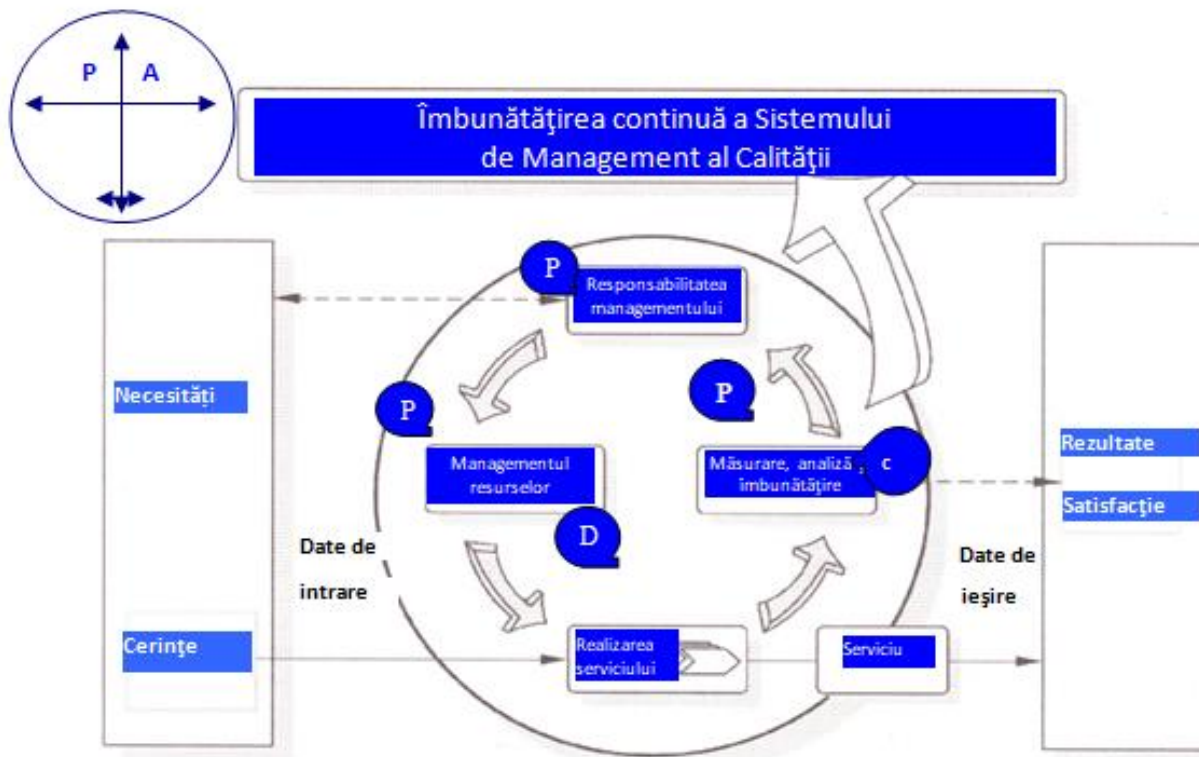 P A
Îmbunătăţirea continuă a Sistemului
de Management al Calităţii
P
Responsabilitatea
managementului
Necesități
P
P
Managementul
resurselor
Măsurare, analiză
îmbunătăţire
c
Rezultate
Satisfacţie
D
Date de
intrare
Date de
ieşire
Cerinţe
Realizarea
serviciului
Serviciu